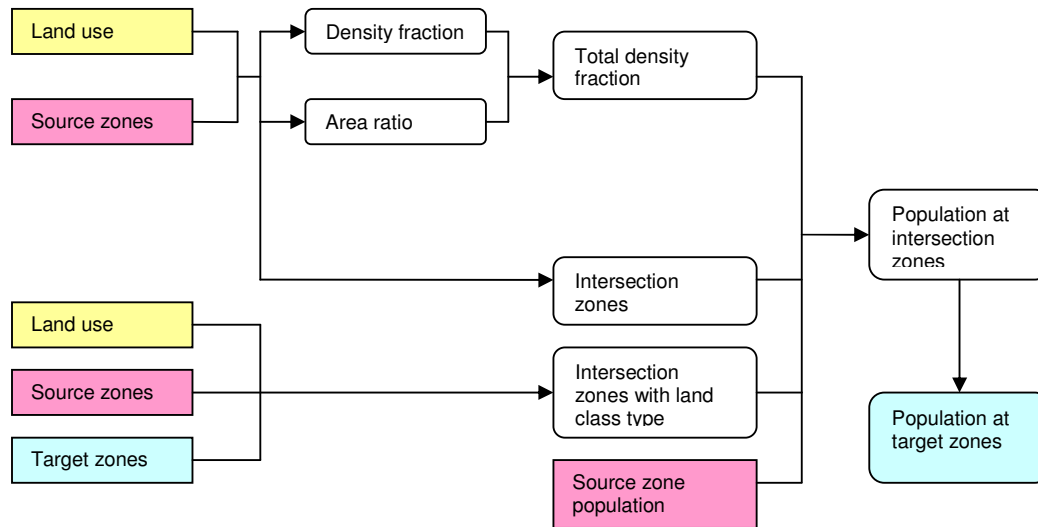 Land use
Density fraction
Total density
fraction
Source zones
Area ratio
Population at
intersection
zones
Intersection
zones
Land use
Source zones
Intersection
zones with land
class type
Target zones
Population at
target zones
Source zone
population